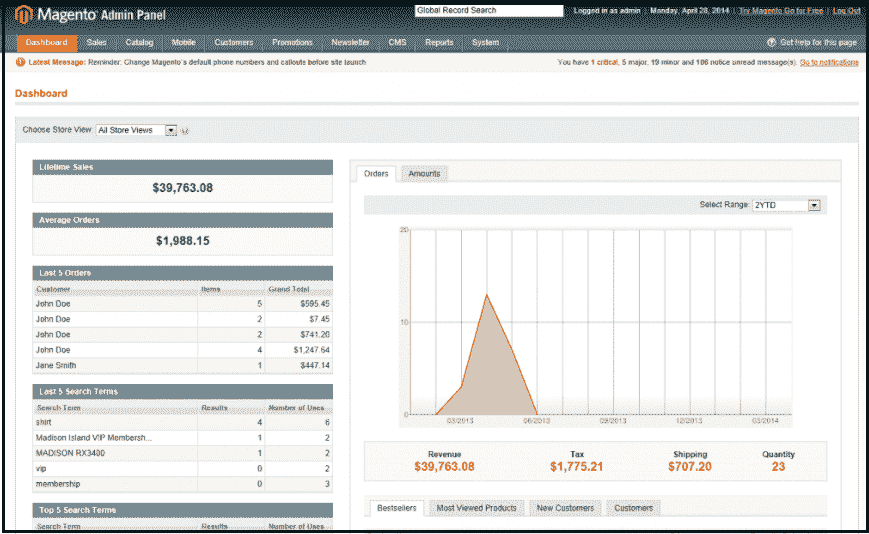 Magento Admin Panel
Global Record Search
Logged in as admin | Monday, April 28, 2014 | Try Magento Go for Free | Log Out
Dashboard Sales Catalog Mobile Customers Promotions Newsletter CMS Reports System
Get help for this page
Latest Message: Reminder: Change Magento's default phone numbers and callouts before site launch
You have 1 critical, 5 major, 19 minor and 106 notice unread message(s). Go to notifications
Dashboard
Choose Store View: All Store Views
Lifetime Sales
$39,763.08
Average Orders
$1,988.15
Last 5 Orders
Customer Items Grand Total
John Doe 5 $595.45
John Doe 2 $7.45
John Doe 2 $741.20
John Doe 4 $1,247.64
Jane Smith 1 $447.14
Last 5 Search Terms
Search Term Results Number of Uses
shirt 4 6
Madison Island VIP Membersh... 1 2
MADISON RX3400 1 2
vip 0 2
membership 0 3
Top 5 Search Terms
Search Term Results Number of Uses
Orders Amounts
Select Range: 2YTD
20
10
0
03/2013 06/2013 09/2013 12/2013 03/2014
Revenue Tax Shipping Quantity
$39,763.08 $1,775.21 $707.20 23
Bestsellers Most Viewed Products New Customers Customers